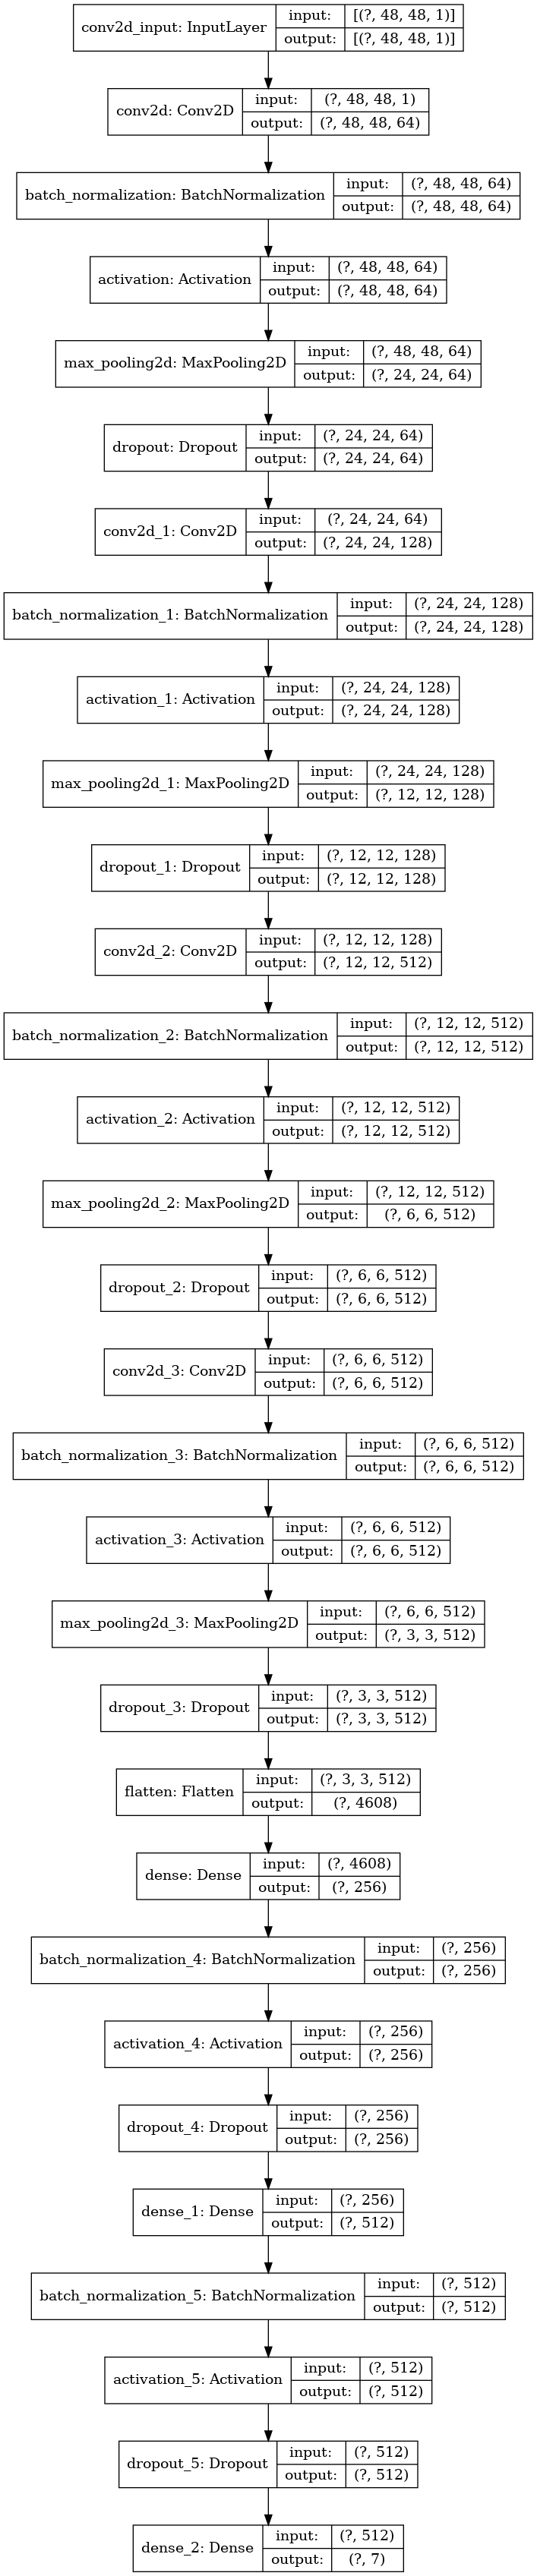 conv2d_input: InputLayer
input: [(?, 48, 48, 1)]
output: [(?, 48, 48, 1)]
conv2d: Conv2D
input: (?, 48, 48, 1)
output: (?, 48, 48, 64)
batch_normalization: BatchNormalization
input: (?, 48, 48, 64)
output: (?, 48, 48, 64)
activation: Activation
input: (?, 48, 48, 64)
output: (?, 48, 48, 64)
max_pooling2d: MaxPooling2D
input: (?, 48, 48, 64)
output: (?, 24, 24, 64)
dropout: Dropout
input: (?, 24, 24, 64)
output: (?, 24, 24, 64)
conv2d_1: Conv2D
input: (?, 24, 24, 64)
output: (?, 24, 24, 128)
batch_normalization_1: BatchNormalization
input: (?, 24, 24, 128)
output: (?, 24, 24, 128)
activation_1: Activation
input: (?, 24, 24, 128)
output: (?, 24, 24, 128)
max_pooling2d_1: MaxPooling2D
input: (?, 24, 24, 128)
output: (?, 12, 12, 128)
dropout_1: Dropout
input: (?, 12, 12, 128)
output: (?, 12, 12, 128)
conv2d_2: Conv2D
input: (?, 12, 12, 128)
output: (?, 12, 12, 512)
batch_normalization_2: BatchNormalization
input: (?, 12, 12, 512)
output: (?, 12, 12, 512)
activation_2: Activation
input: (?, 12, 12, 512)
output: (?, 12, 12, 512)
max_pooling2d_2: MaxPooling2D
input: (?, 12, 12, 512)
output: (?, 6, 6, 512)
dropout_2: Dropout
input: (?, 6, 6, 512)
output: (?, 6, 6, 512)
conv2d_3: Conv2D
input: (?, 6, 6, 512)
output: (?, 6, 6, 512)
batch_normalization_3: BatchNormalization
input: (?, 6, 6, 512)
output: (?, 6, 6, 512)
activation_3: Activation
input: (?, 6, 6, 512)
output: (?, 6, 6, 512)
max_pooling2d_3: MaxPooling2D
input: (?, 6, 6, 512)
output: (?, 3, 3, 512)
dropout_3: Dropout
input: (?, 3, 3, 512)
output: (?, 3, 3, 512)
flatten: Flatten
input: (?, 3, 3, 512)
output: (?, 4608)
dense: Dense
input: (?, 4608)
output: (?, 256)
batch_normalization_4: BatchNormalization
input: (?, 256)
output: (?, 256)
activation_4: Activation
input: (?, 256)
output: (?, 256)
dropout_4: Dropout
input: (?, 256)
output: (?, 256)
dense_1: Dense
input: (?, 256)
output: (?, 512)
batch_normalization_5: BatchNormalization
input: (?, 512)
output: (?, 512)
activation_5: Activation
input: (?, 512)
output: (?, 512)
dropout_5: Dropout
input: (?, 512)
output: (?, 512)
dense_2: Dense
input: (?, 512)
output: (?, 7)